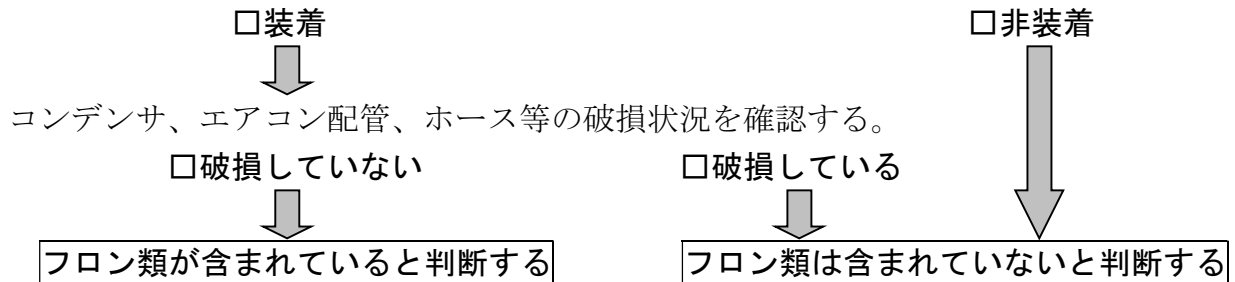 □装着 □非装着
コンデンサ、エアコン配管、ホース等の破損状況を確認する。
□破損していない □破損している
フロン類が含まれていると判断する フロン類は含まれていないと判断する